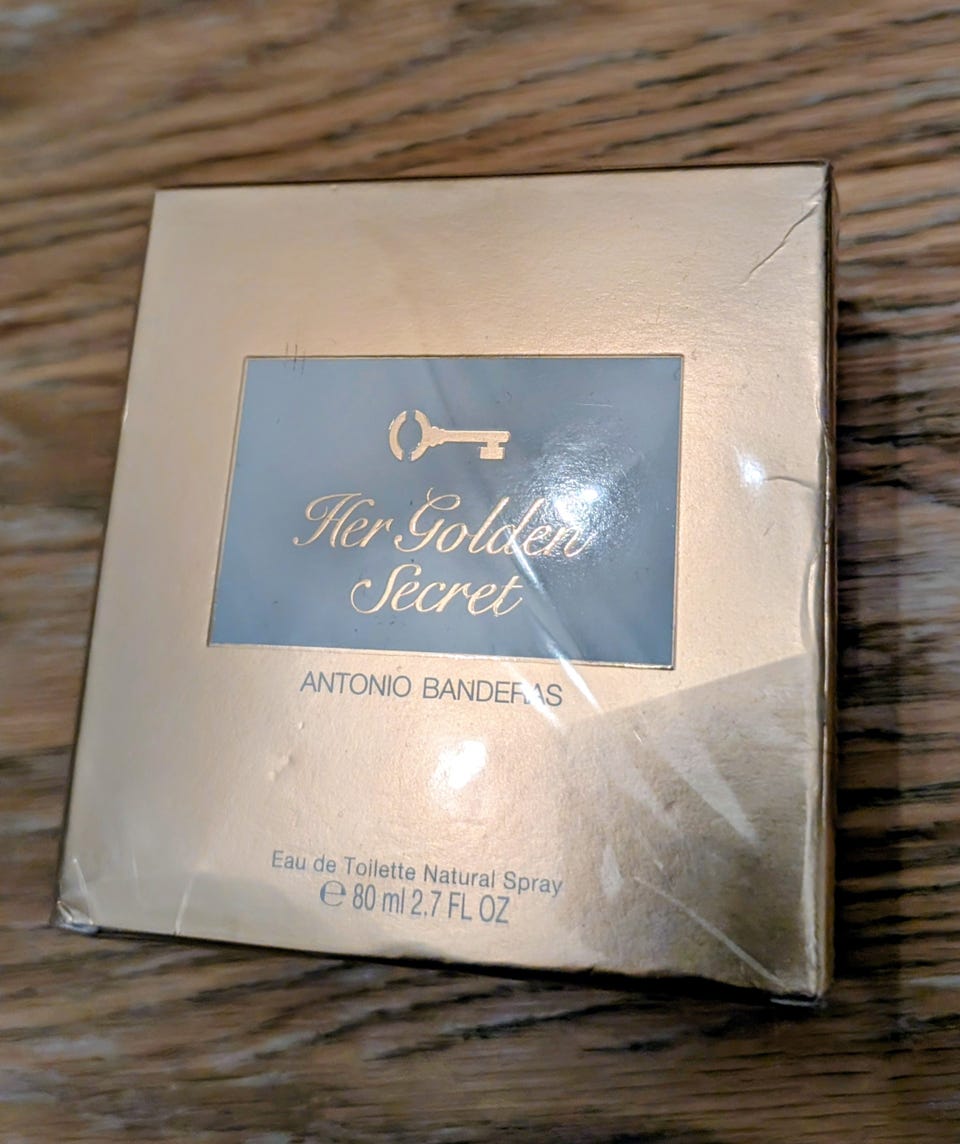 Her Golden
Secret
ANTONIO BANDERAS
Eau de Toilette Natural Spray
℮ 80 ml 2.7 FL OZ